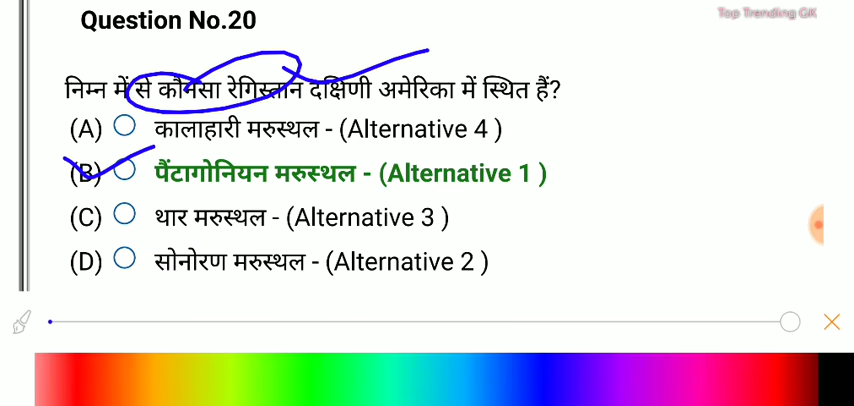 Top Trending GK
Question No.20
निम्न में से कौनसा रेगिस्तान दक्षिणी अमेरिका में स्थित हैं?
(A) कालाहारी मरुस्थल - (Alternative 4 )
(B) पैंटागोनियन मरुस्थल - (Alternative 1 )
(C) थार मरुस्थल - (Alternative 3 )
(D) सोनोरण मरुस्थल - (Alternative 2 )